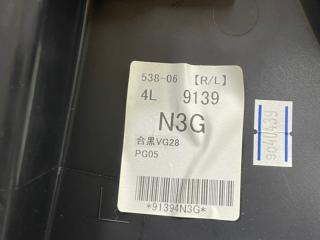 538-06 【R/L】
4L 9139
N3G
合黒VG28
PG05
*91394N3G*